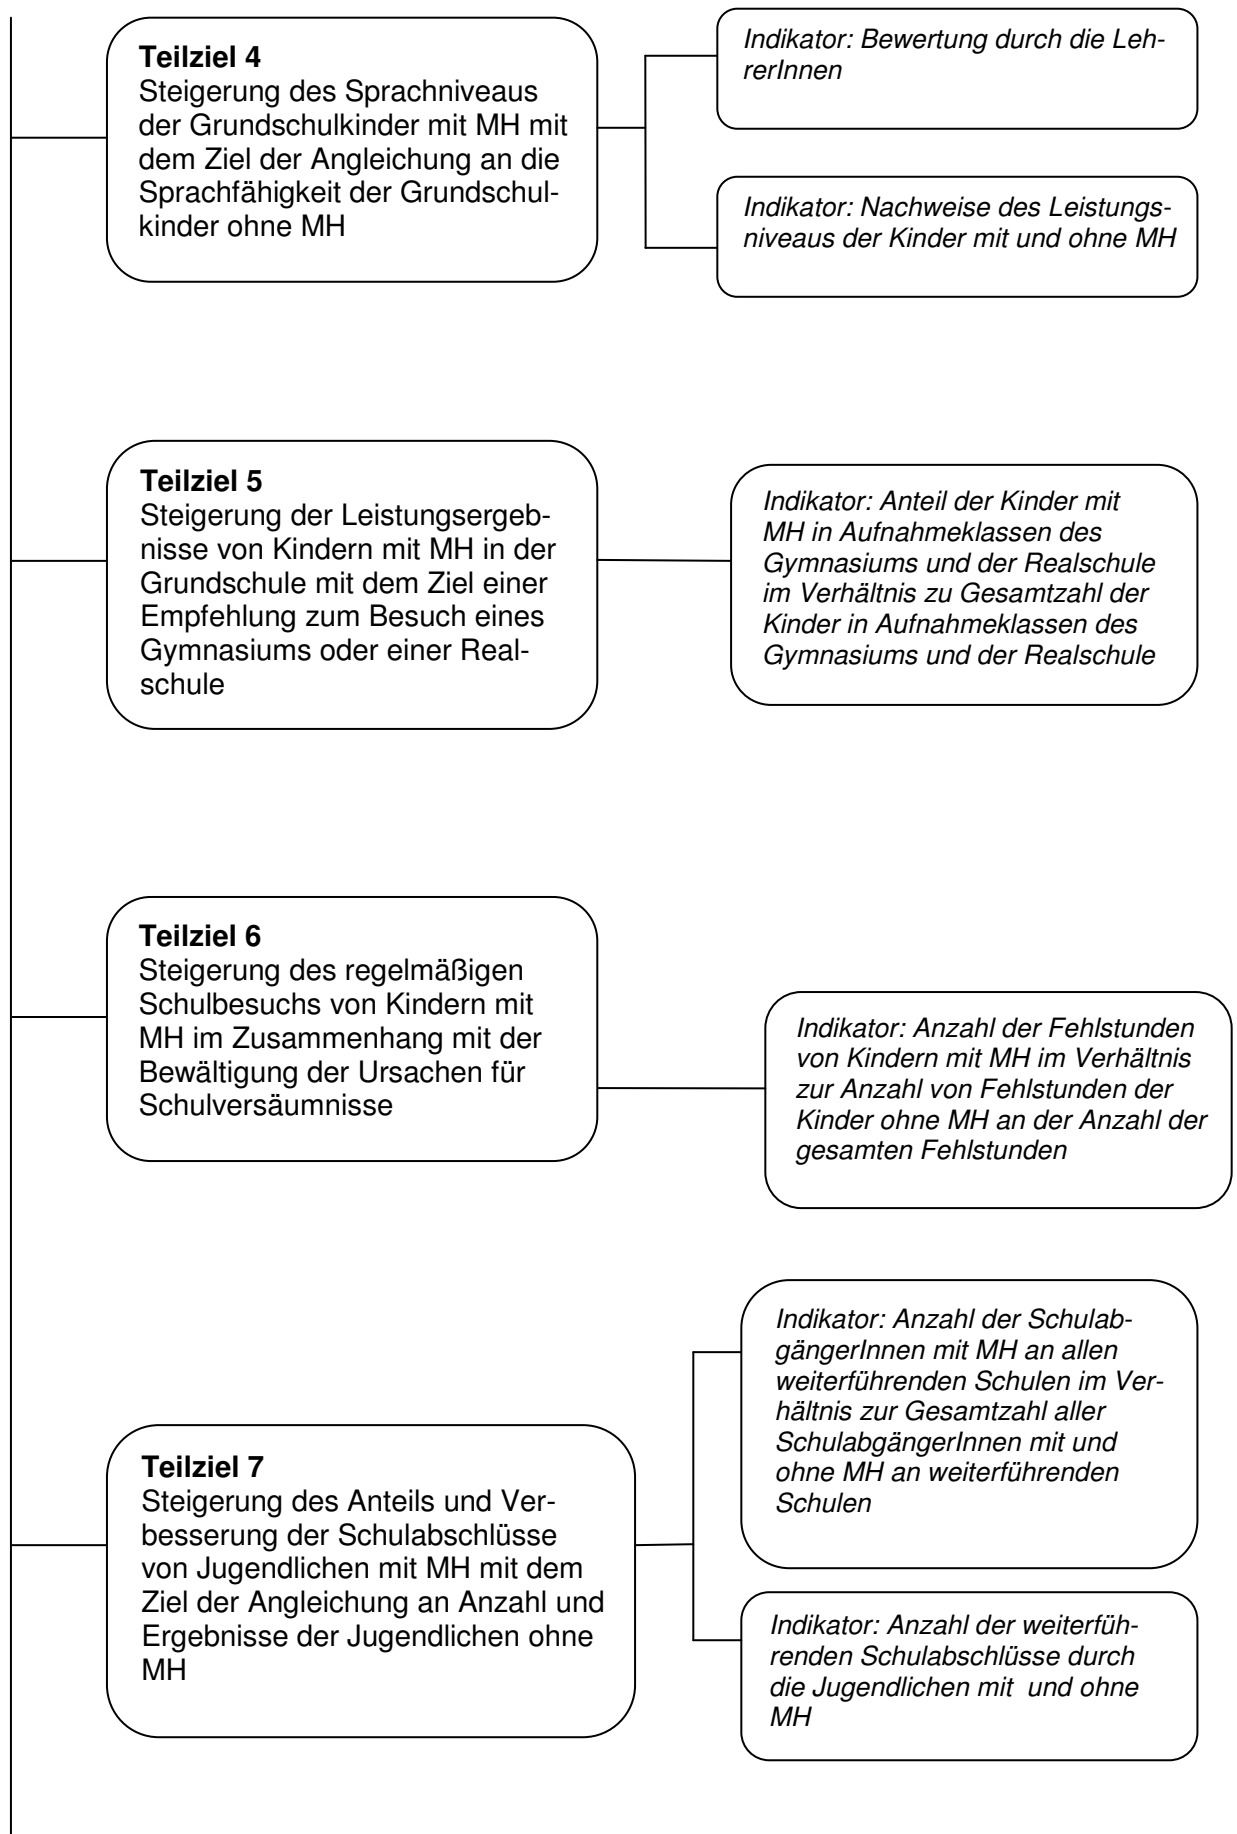 Teilziel 4
Steigerung des Sprachniveaus
der Grundschulkinder mit MH mit
dem Ziel der Angleichung an die
Sprachfähigkeit der Grundschul-
kinder ohne MH
Indikator: Bewertung durch die Leh-
rerInnen
Indikator: Nachweise des Leistungs-
niveaus der Kinder mit und ohne MH
Teilziel 5
Steigerung der Leistungsergeb-
nisse von Kindern mit MH in der
Grundschule mit dem Ziel einer
Empfehlung zum Besuch eines
Gymnasiums oder einer Real-
schule
Indikator: Anteil der Kinder mit
MH in Aufnahmeklassen des
Gymnasiums und der Realschule
im Verhältnis zu Gesamtzahl der
Kinder in Aufnahmeklassen des
Gymnasiums und der Realschule
Teilziel 6
Steigerung des regelmäßigen
Schulbesuchs von Kindern mit
MH im Zusammenhang mit der
Bewältigung der Ursachen für
Schulversäumnisse
Indikator: Anzahl der Fehlstunden
von Kindern mit MH im Verhältnis
zur Anzahl von Fehlstunden der
Kinder ohne MH an der Anzahl der
gesamten Fehlstunden
Teilziel 7
Steigerung des Anteils und Ver-
besserung der Schulabschlüsse
von Jugendlichen mit MH mit dem
Ziel der Angleichung an Anzahl und
Ergebnisse der Jugendlichen ohne
MH
Indikator: Anzahl der Schulab-
gängerInnen mit MH an allen
weiterführenden Schulen im Ver-
hältnis zur Gesamtzahl aller
SchulabgängerInnen mit und
ohne MH an weiterführenden
Schulen
Indikator: Anzahl der weiterfüh-
renden Schulabschlüsse durch
die Jugendlichen mit  und ohne
MH